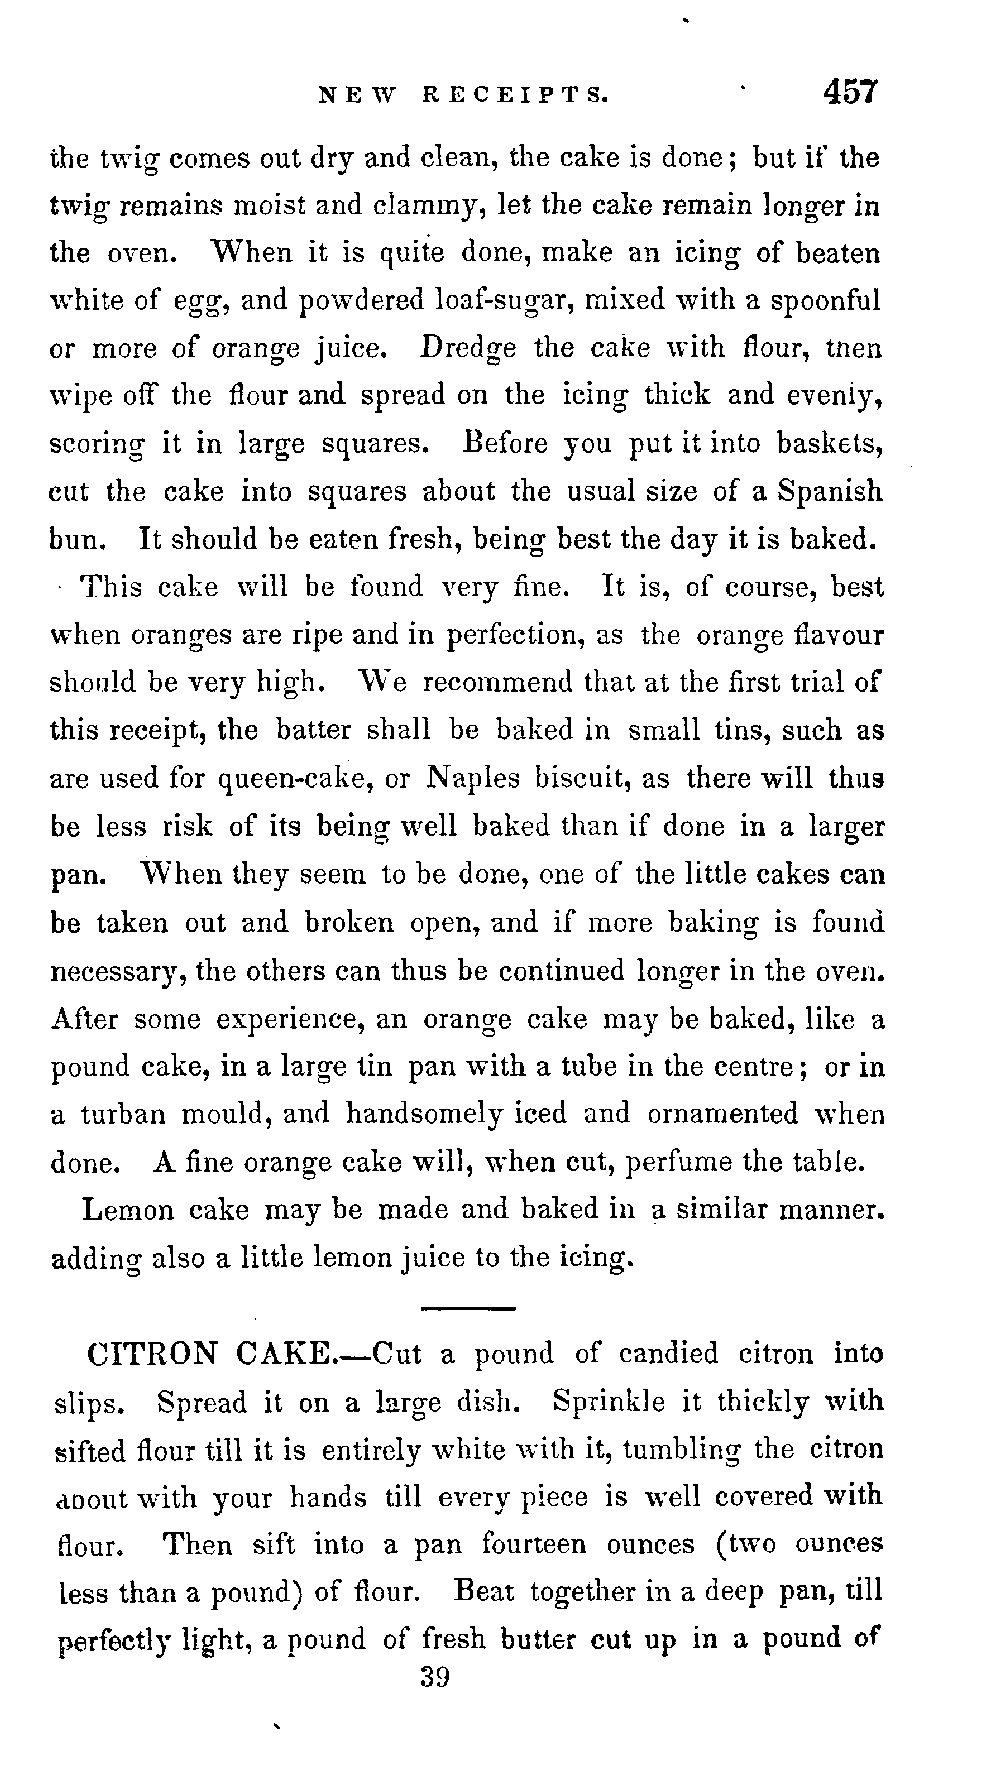 NEW RECEIPTS. 457
the twig comes out dry and clean, the cake is done; but if the
twig remains moist and clammy, let the cake remain longer in
the oven. When it is quite done, make an icing of beaten
white of egg, and powdered loaf-sugar, mixed with a spoonful
or more of orange juice. Dredge the cake with flour, then
wipe off the flour and spread on the icing thick and evenly,
scoring it in large squares. Before you put it into baskets,
cut the cake into squares about the usual size of a Spanish
bun. It should be eaten fresh, being best the day it is baked.
This cake will be found very fine. It is, of course, best
when oranges are ripe and in perfection, as the orange flavour
should be very high. We recommend that at the first trial of
this receipt, the batter shall be baked in small tins, such as
are used for queen-cake, or Naples biscuit, as there will thus
be less risk of its being well baked than if done in a larger
pan. When they seem to be done, one of the little cakes can
be taken out and broken open, and if more baking is found
necessary, the others can thus be continued longer in the oven.
After some experience, an orange cake may be baked, like a
pound cake, in a large tin pan with a tube in the centre; or in
a turban mould, and handsomely iced and ornamented when
done. A fine orange cake will, when cut, perfume the table.
Lemon cake may be made and baked in a similar manner.
adding also a little lemon juice to the icing.
CITRON CAKE.—Cut a pound of candied citron into
slips. Spread it on a large dish. Sprinkle it thickly with
sifted flour till it is entirely white with it, tumbling the citron
about with your hands till every piece is well covered with
flour. Then sift into a pan fourteen ounces (two ounces
less than a pound) of flour. Beat together in a deep pan, till
perfectly light, a pound of fresh butter cut up in a pound of
39